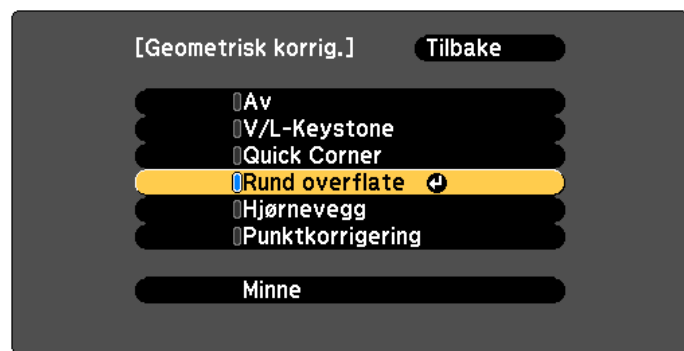 [Geometrisk korrig.] Tilbake
Av
V/L-Keystone
Quick Corner
Rund overflate
Hjørnevegg
Punktkorrigering
Minne